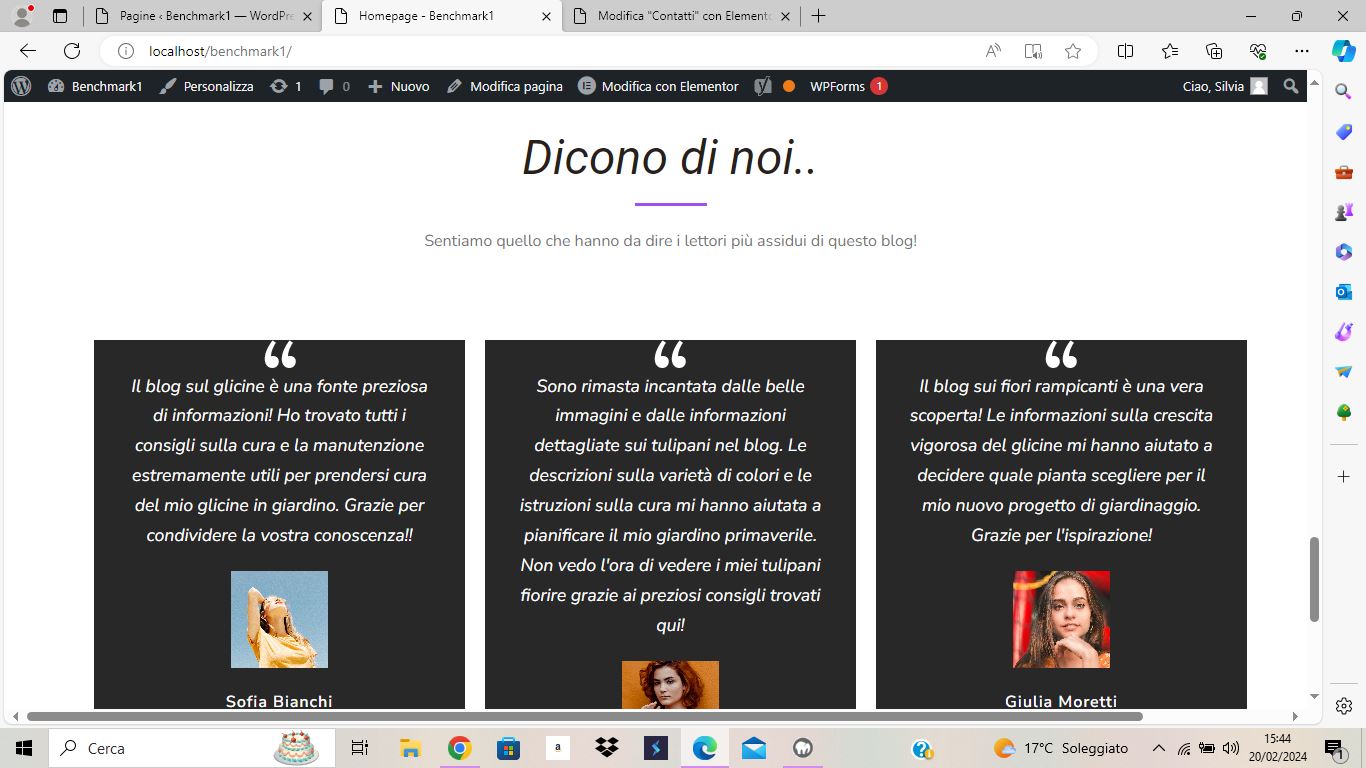 Pagine ‹ Benchmark1 — WordPre
Homepage - Benchmark1
Modifica "Contatti" con Elemento
localhost/benchmark1/
Benchmark1
Personalizza
1
0
Nuovo
Modifica pagina
Modifica con Elementor
WPForms
1
Ciao, Silvia
Dicono di noi..
Sentiamo quello che hanno da dire i lettori più assidui di questo blog!
“
Il blog sul glicine è una fonte preziosa
di informazioni! Ho trovato tutti i
consigli sulla cura e la manutenzione
estremamente utili per prendersi cura
del mio glicine in giardino. Grazie per
condividere la vostra conoscenza!!
Sofia Bianchi
“
Sono rimasta incantata dalle belle
immagini e dalle informazioni
dettagliate sui tulipani nel blog. Le
descrizioni sulla varietà di colori e le
istruzioni sulla cura mi hanno aiutata a
pianificare il mio giardino primaverile.
Non vedo l'ora di vedere i miei tulipani
fiorire grazie ai preziosi consigli trovati
qui!
“
Il blog sui fiori rampicanti è una vera
scoperta! Le informazioni sulla crescita
vigorosa del glicine mi hanno aiutato a
decidere quale pianta scegliere per il
mio nuovo progetto di giardinaggio.
Grazie per l'ispirazione!
Giulia Moretti
Cerca
a
17°C Soleggiato
15:44
20/02/2024
1